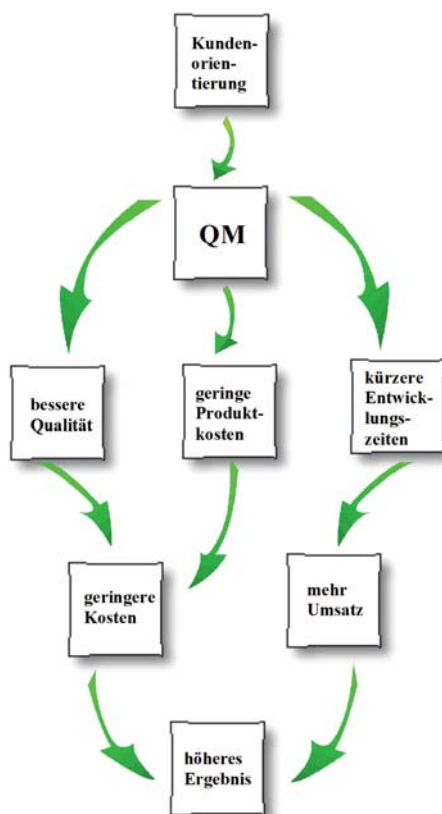 Kunden-
orien-
tierung
QM
bessere
Qualität
geringe
Produkt-
kosten
kürzere
Entwick-
lungs-
zeiten
geringere
Kosten
mehr
Umsatz
höheres
Ergebnis